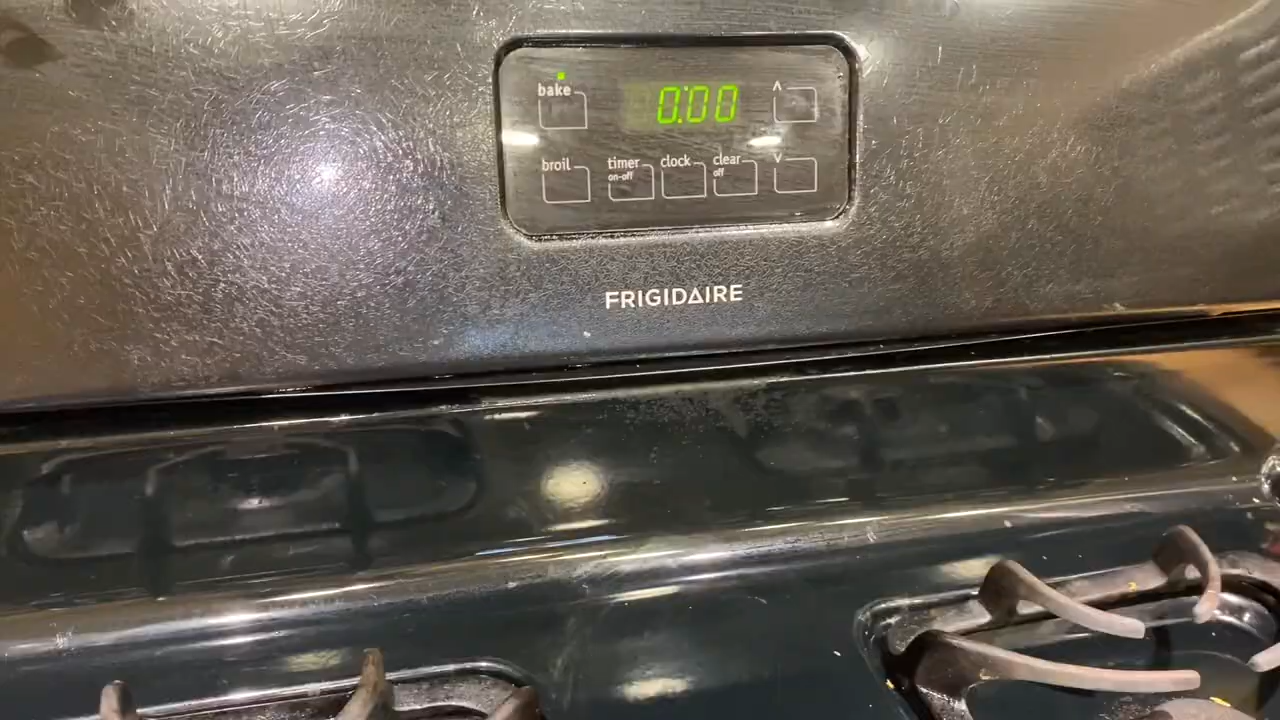 bake
0:00
^
broil
timer
on-off
clock
clear
off
v
FRIGIDAIRE